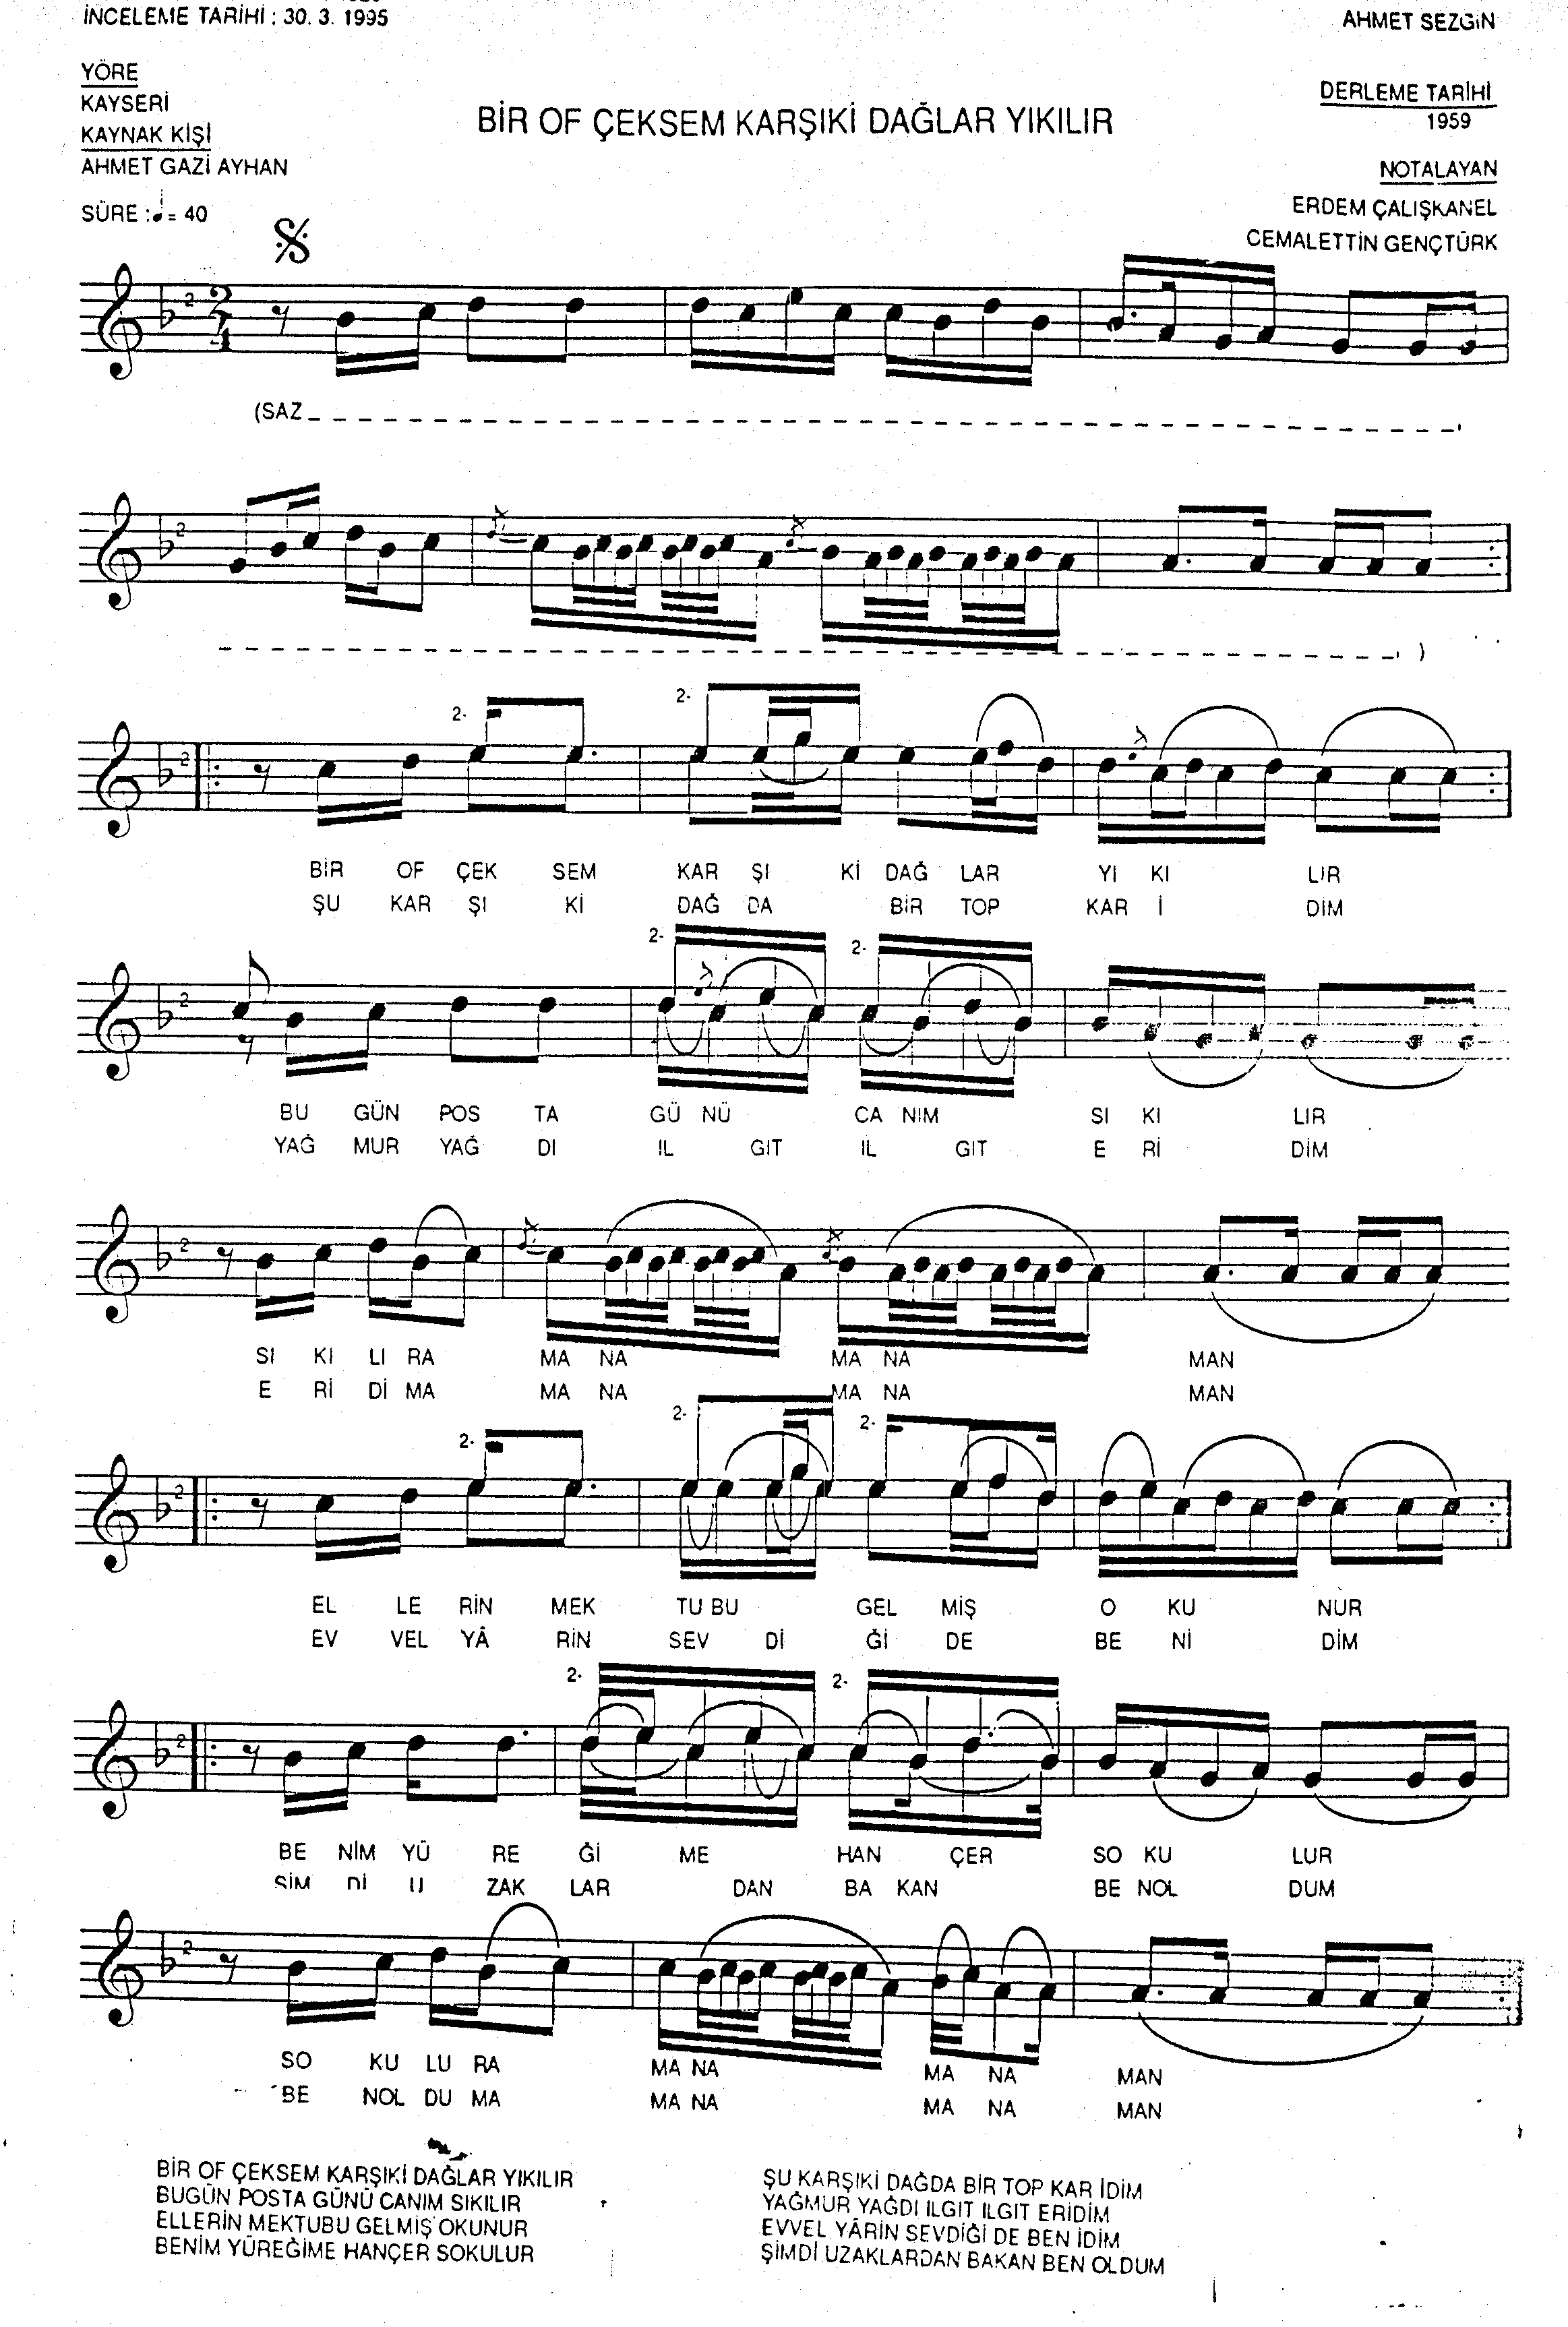 İNCELEME TARİHİ : 30. 3. 1995
AHMET SEZGİN
YÖRE
KAYSERİ
KAYNAK KİŞİ
AHMET GAZİ AYHAN
SÜRE : ♩= 40
BİR OF ÇEKSEM KARŞIKİ DAĞLAR YIKILIR
DERLEME TARİHİ
1959
NOTALAYAN
ERDEM ÇALIŞKANEL
CEMALETTİN GENÇTÜRK
(SAZ
)
BİR OF ÇEK SEM KAR ŞI Kİ DAĞ LAR YI KI LIR
ŞU KAR ŞI Kİ DAĞ DA BİR TOP KAR İ DİM
BU GÜN POS TA GÜ NÜ CA NIM SI KI LIR
YAĞ MUR YAĞ DI IL GIT IL GIT E Rİ DİM
SI KI LI RA MA NA MA NA MAN
E Rİ Dİ MA MA NA MA NA MAN
EL LE RİN MEK TU BU GEL MİŞ O KU NUR
EV VEL YÂ RİN SEV Dİ Ğİ DE BE Nİ DİM
BE NİM YÜ RE Ğİ ME HAN ÇER SO KU LUR
ŞİM Dİ U ZAK LAR DAN BA KAN BE NOL DUM
SO KU LU RA MA NA MA NA MAN
BE NOL DU MA MA NA MA NA MAN
BİR OF ÇEKSEM KARŞIKİ DAĞLAR YIKILIR
BUGÜN POSTA GÜNÜ CANIM SIKILIR
ELLERİN MEKTUBU GELMİŞ OKUNUR
BENİM YÜREĞİME HANÇER SOKULUR
ŞU KARŞIKİ DAĞDA BİR TOP KAR İDİM
YAĞMUR YAĞDI ILGIT ILGIT ERİDİM
EVVEL YÂRİN SEVDİĞİ DE BEN İDİM
ŞİMDİ UZAKLARDAN BAKAN BEN OLDUM